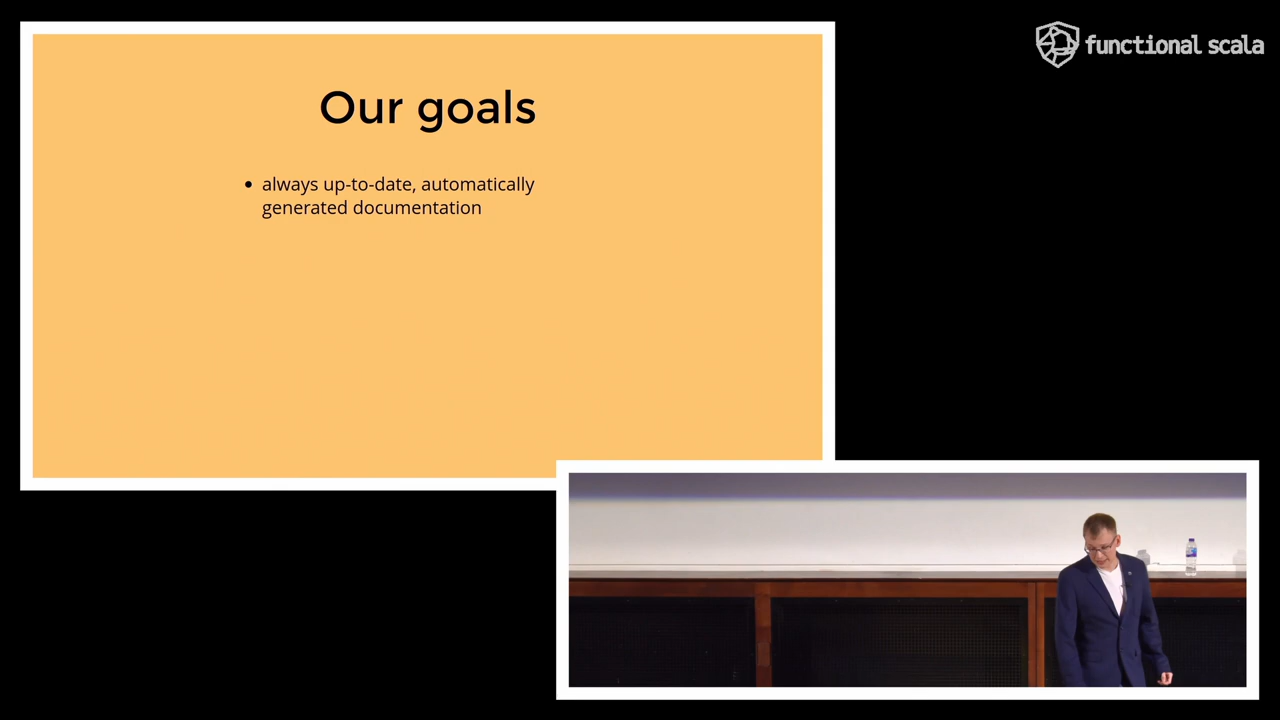 functional scala
Our goals
• always up-to-date, automatically
generated documentation